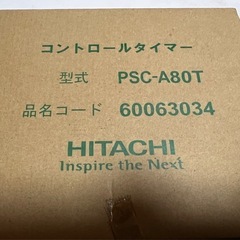 コントロールタイマー
型式 PSC-A80T
品名コード 60063034
HITACHI
Inspire the Next